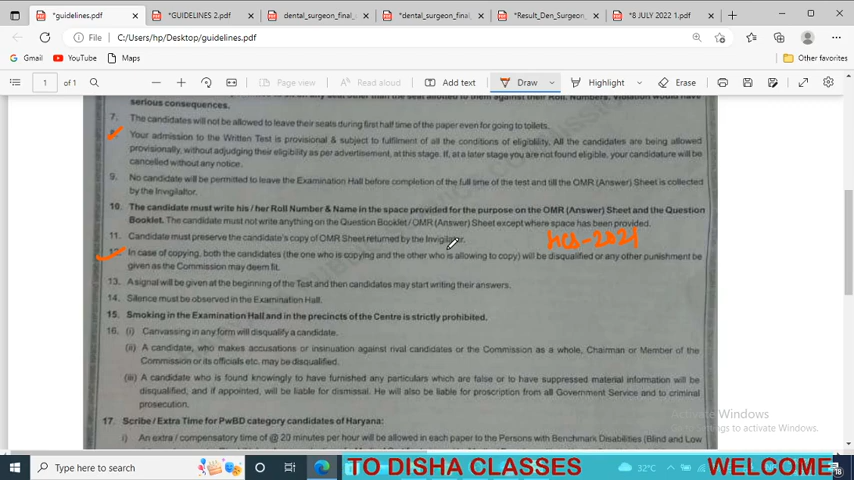 *guidelines.pdf
*GUIDELINES 2.pdf
dental_surgeon_final_
*dental_surgeon_final_
*Result_Den_Surgeon_
*8 JULY 2022 1.pdf
File
C:/Users/hp/Desktop/guidelines.pdf
Gmail
YouTube
Maps
Other favorites
1
of 1
Page view
Read aloud
Add text
Draw
Highlight
Erase
serious consequences.
7. The candidates will not be allowed to leave their seats during first half time of the paper even for going to toilets.
Your admission to the Written Test is provisional & subject to fulfilment of all the conditions of eligibility. All the candidates are being allowed
provisionally, without adjudging their eligibility as per advertisement, at this stage. If, at a later stage you are not found eligible, your candidature will be
cancelled without any notice.
9. No candidate will be permitted to leave the Examination Hall before completion of the full time of the test and till the OMR (Answer) Sheet is collected
by the Invigilaltor.
10. The candidate must write his / her Roll Number & Name in the space provided for the purpose on the OMR (Answer) Sheet and the Question
Booklet. The candidate must not write anything on the Question Booklet / OMR (Answer) Sheet except where space has been provided.
11. Candidate must preserve the candidate's copy of OMR Sheet returned by the Invigilator.
HCS-2021
12. In case of copying, both the candidates (the one who is copying and the other who is allowing to copy) will be disqualified or any other punishment be
given as the Commission may deem fit.
13. A signal will be given at the beginning of the Test and then candidates may start writing their answers.
14. Silence must be observed in the Examination Hall.
15. Smoking in the Examination Hall and in the precincts of the Centre is strictly prohibited.
16. (i) Canvassing in any form will disqualify a candidate.
(ii) A candidate, who makes accusations or insinuation against rival candidates or the Commission as a whole, Chairman or Member of the
Commission or its officials etc. may be disqualified.
(iii) A candidate who is found knowingly to have furnished any particulars which are false or to have suppressed material information will be
disqualified, and if appointed, will be liable for dismissal. He will also be liable for proscription from all Government Service and to criminal
prosecution.
17. Scribe / Extra Time for PwBD category candidates of Haryana:
i) An extra / compensatory time of @ 20 minutes per hour will be allowed in each paper to the Persons with Benchmark Disabilities (Blind and Low
Activate Windows
ngs to activate Windows.
Type here to search
TO DISHA CLASSES
32°C
WELCOME
18